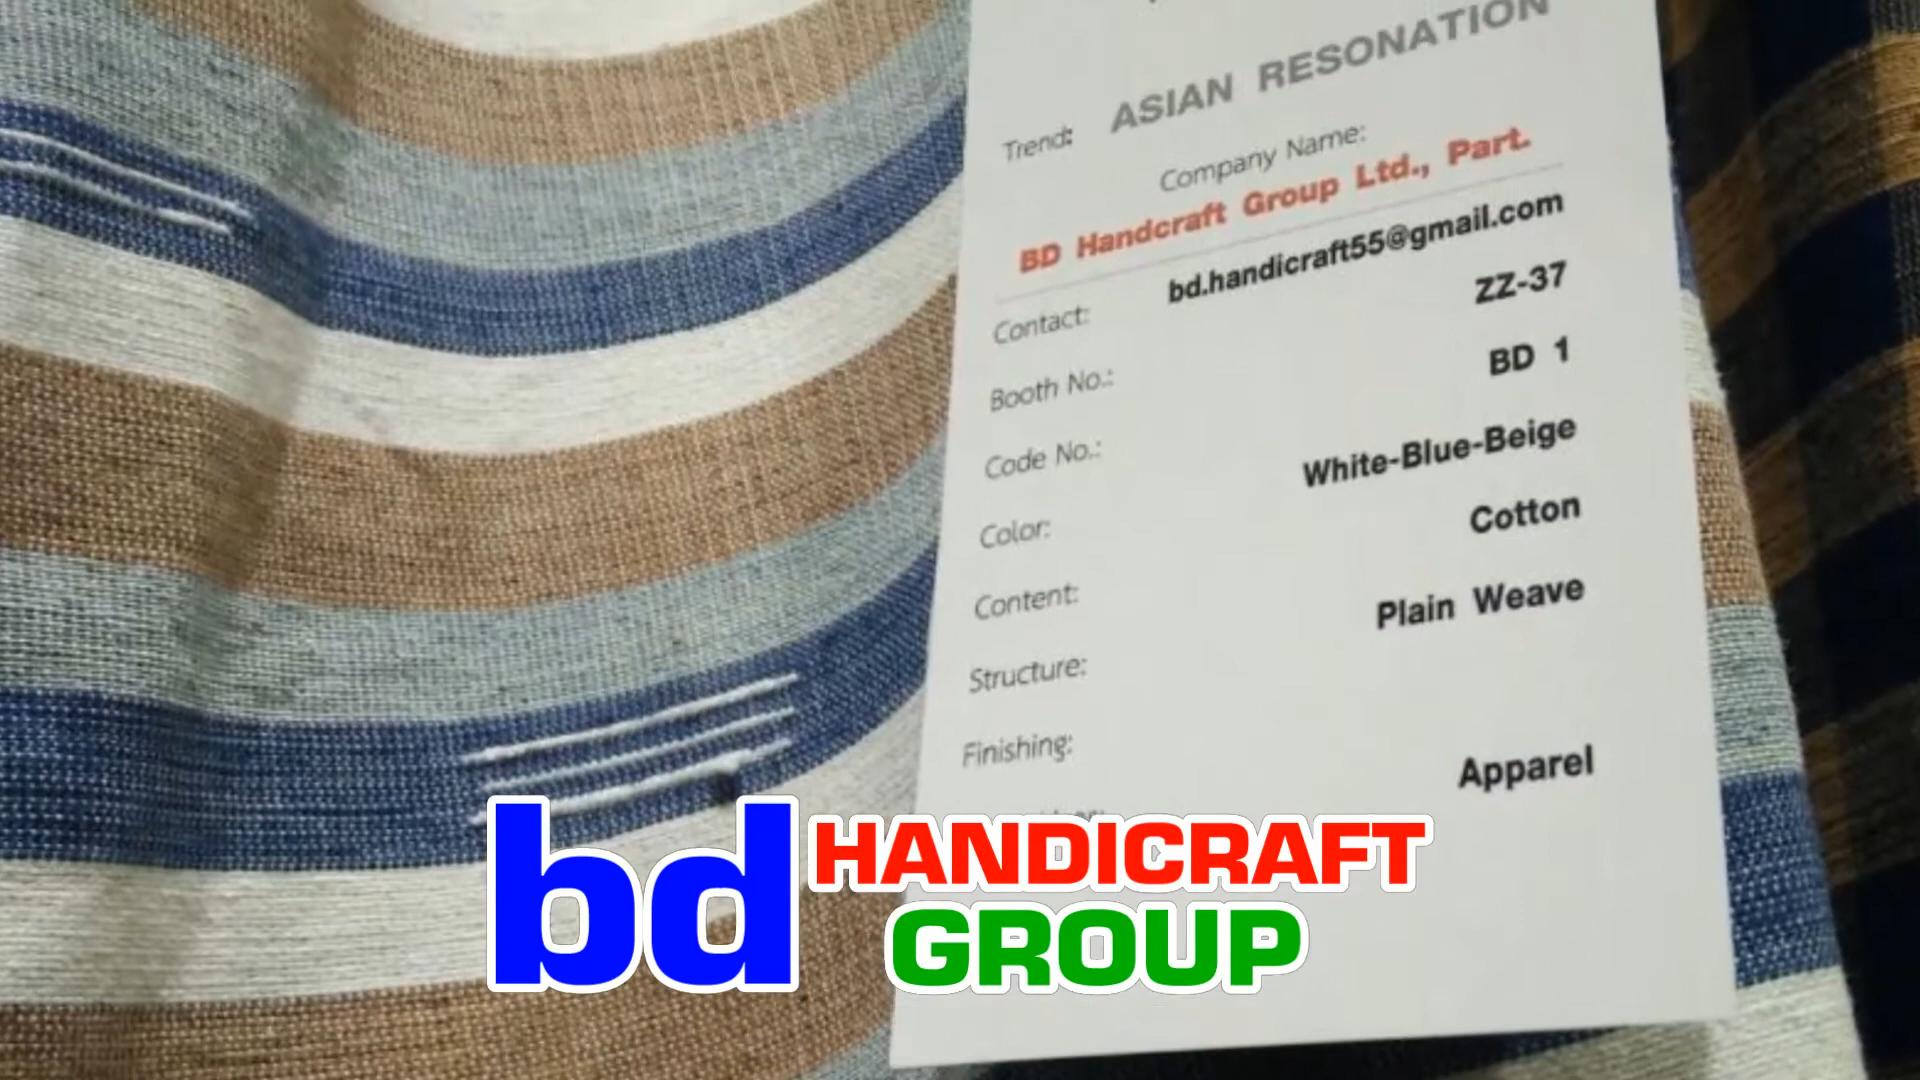 ASIAN RESONATION
Trend:
Company Name:
BD Handcraft Group Ltd., Part.
Contact: bd.handicraft55@gmail.com
Booth No.: ZZ-37
Code No.: BD 1
Color: White-Blue-Beige
Content: Cotton
Structure: Plain Weave
Finishing:
Apparel
bd HANDICRAFT
GROUP